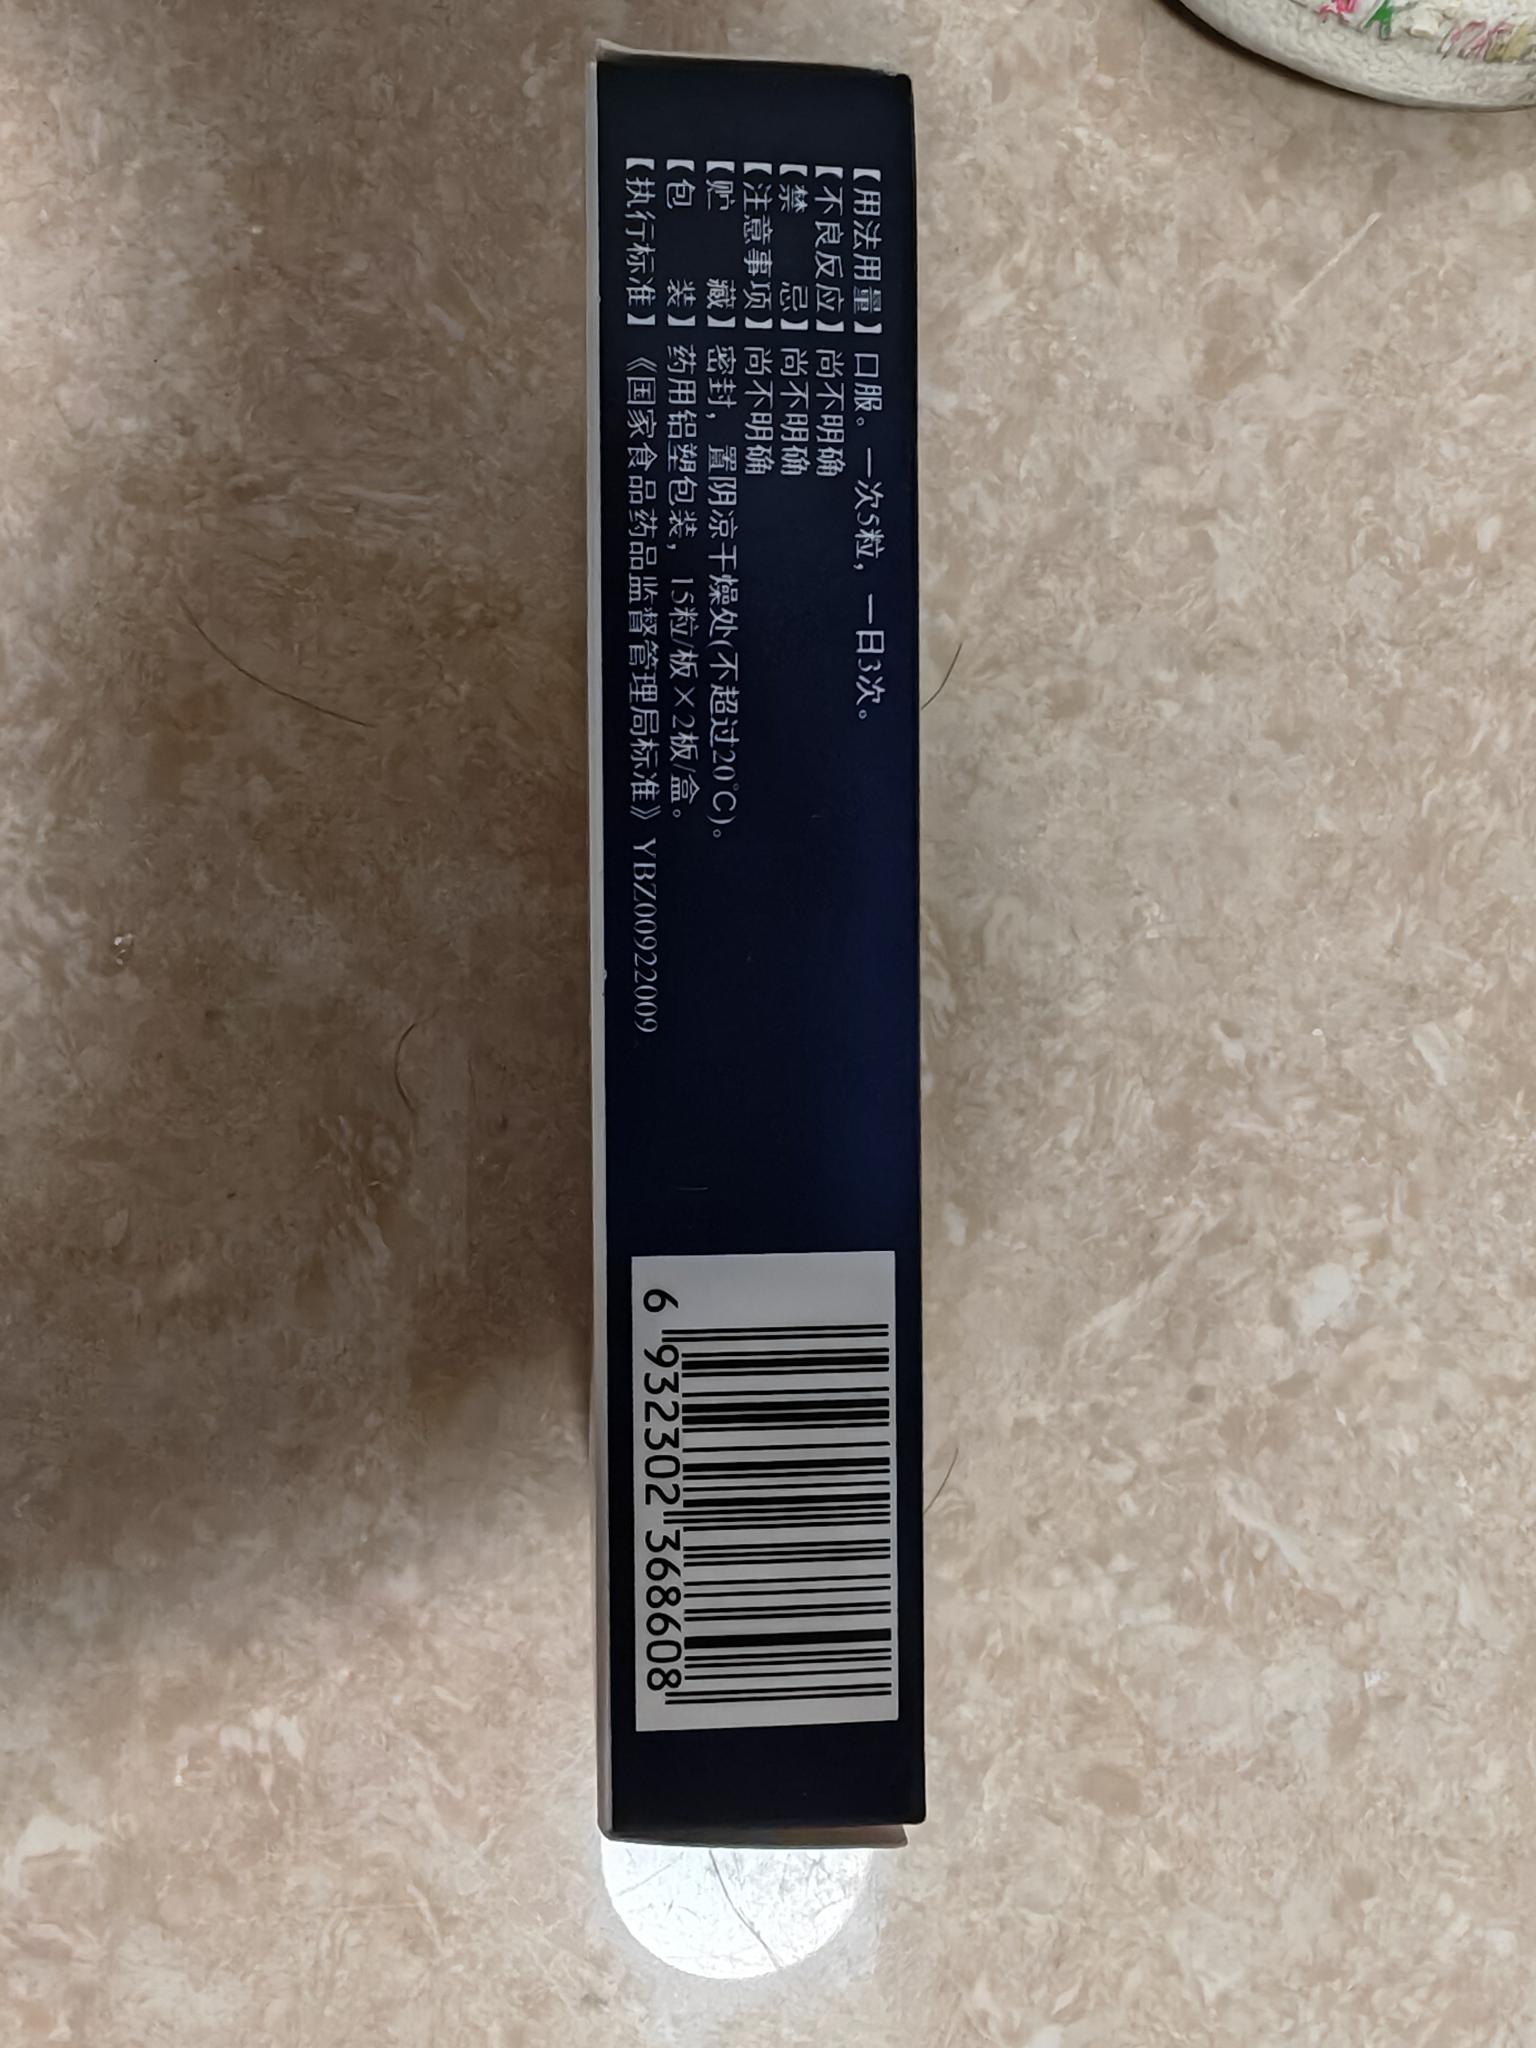 【用法用量】口服。一次5粒，一日3次。
【不良反应】尚不明确
【禁 忌】尚不明确
【注意事项】尚不明确
【贮 藏】密封，置阴凉干燥处(不超过20℃)。
【包 装】药用铝塑包装，15粒/板×2板/盒。
【执行标准】《国家食品药品监督管理局标准》YBZ00922009
6 932302 368608